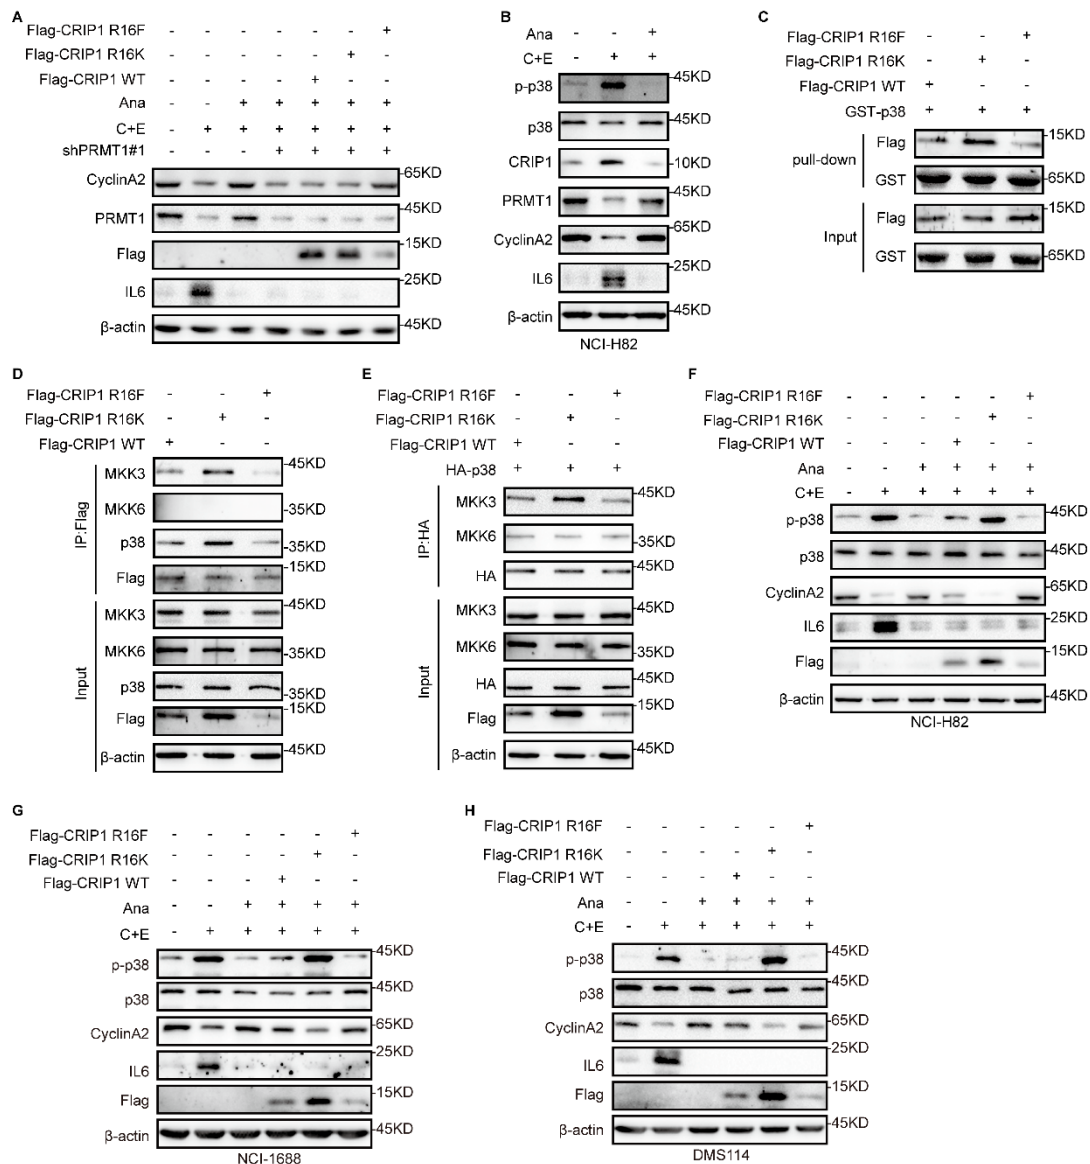 A
Flag-CRIP1 R16F - - - - - - +
Flag-CRIP1 R16K - - - - - + -
Flag-CRIP1 WT - - - - + - -
Ana - - + + + + +
C+E - + + + + + +
shPRMT1#1 - - - + + + +
CyclinA2 65KD
PRMT1 45KD
Flag 15KD
IL6 25KD
β-actin 45KD
B
Ana - - +
C+E - + +
p-p38 45KD
p38 45KD
CRIP1 10KD
PRMT1 45KD
CyclinA2 65KD
IL6 25KD
β-actin 45KD
NCI-H82
C
Flag-CRIP1 R16F - - +
Flag-CRIP1 R16K - + -
Flag-CRIP1 WT + - -
GST-p38 + + +
pull-down
Flag 15KD
GST 65KD
Input
Flag 15KD
GST 65KD
D
Flag-CRIP1 R16F - - +
Flag-CRIP1 R16K - + -
Flag-CRIP1 WT + - -
IP:Flag
MKK3 45KD
MKK6 35KD
p38 35KD
Flag 15KD
Input
MKK3 45KD
MKK6 35KD
p38 35KD
Flag 15KD
β-actin 45KD
E
Flag-CRIP1 R16F - - +
Flag-CRIP1 R16K - + -
Flag-CRIP1 WT + - -
HA-p38 + + +
IP:HA
MKK3 45KD
MKK6 35KD
HA 45KD
Input
MKK3 45KD
MKK6 35KD
HA 45KD
Flag 15KD
β-actin 45KD
F
Flag-CRIP1 R16F - - - - - +
Flag-CRIP1 R16K - - - - + -
Flag-CRIP1 WT - - - + - -
Ana - - + + + +
C+E - + + + + +
p-p38 45KD
p38 45KD
CyclinA2 65KD
IL6 25KD
Flag 15KD
β-actin 45KD
NCI-H82
G
Flag-CRIP1 R16F - - - - - +
Flag-CRIP1 R16K - - - - + -
Flag-CRIP1 WT - - - + - -
Ana - - + + + +
C+E - + + + + +
p-p38 45KD
p38 45KD
CyclinA2 65KD
IL6 25KD
Flag 15KD
β-actin 45KD
NCI-1688
H
Flag-CRIP1 R16F - - - - - +
Flag-CRIP1 R16K - - - - + -
Flag-CRIP1 WT - - - + - -
Ana - - + + + +
C+E - + + + + +
p-p38 45KD
p38 45KD
CyclinA2 65KD
IL6 25KD
Flag 15KD
β-actin 45KD
DMS114